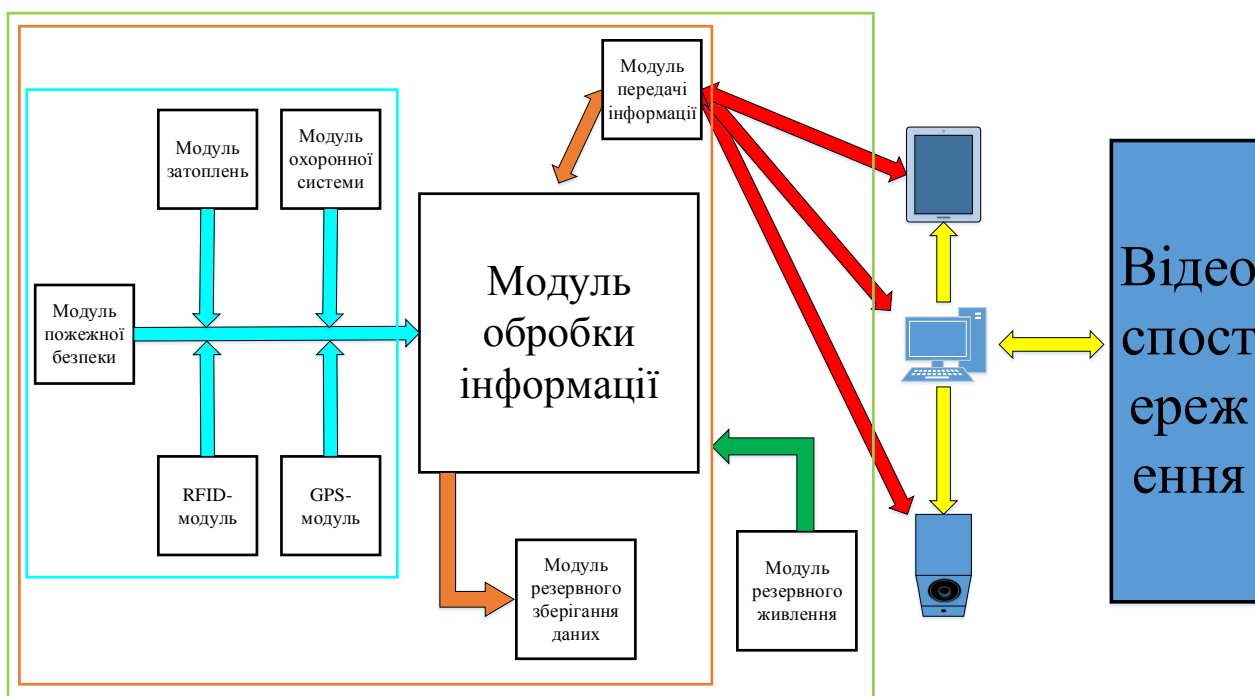 Модуль
передачі
інформації
Модуль
затоплень
Модуль
охоронної
системи
Модуль
пожежної
безпеки
Модуль
обробки
інформації
Відео
спост
ереж
ення
RFID-
модуль
GPS-
модуль
Модуль
резервного
зберігання
даних
Модуль
резервного
живлення